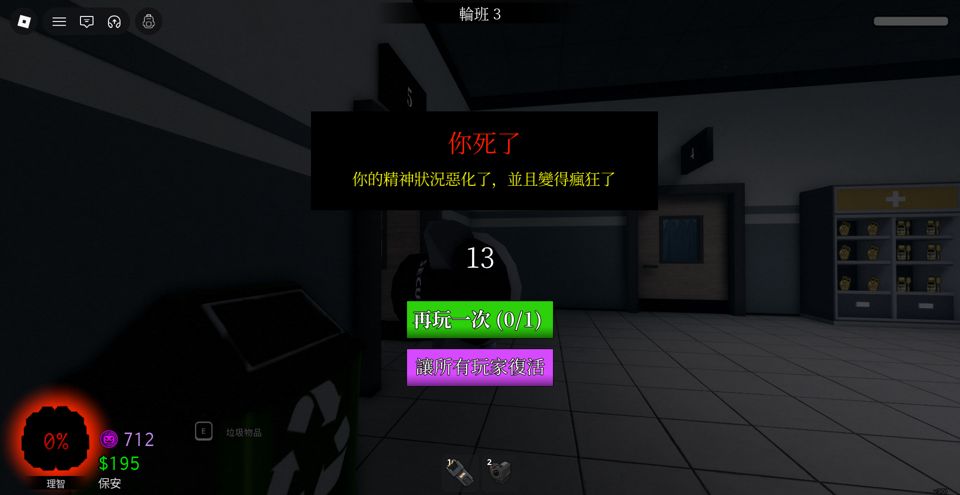 輪班 3
5
4
你死了
你的精神狀況惡化了，並且變得瘋狂了
13
再玩一次 (0/1)
讓所有玩家復活
0%
712
$195
理智
保安
E
垃圾物品
1
2